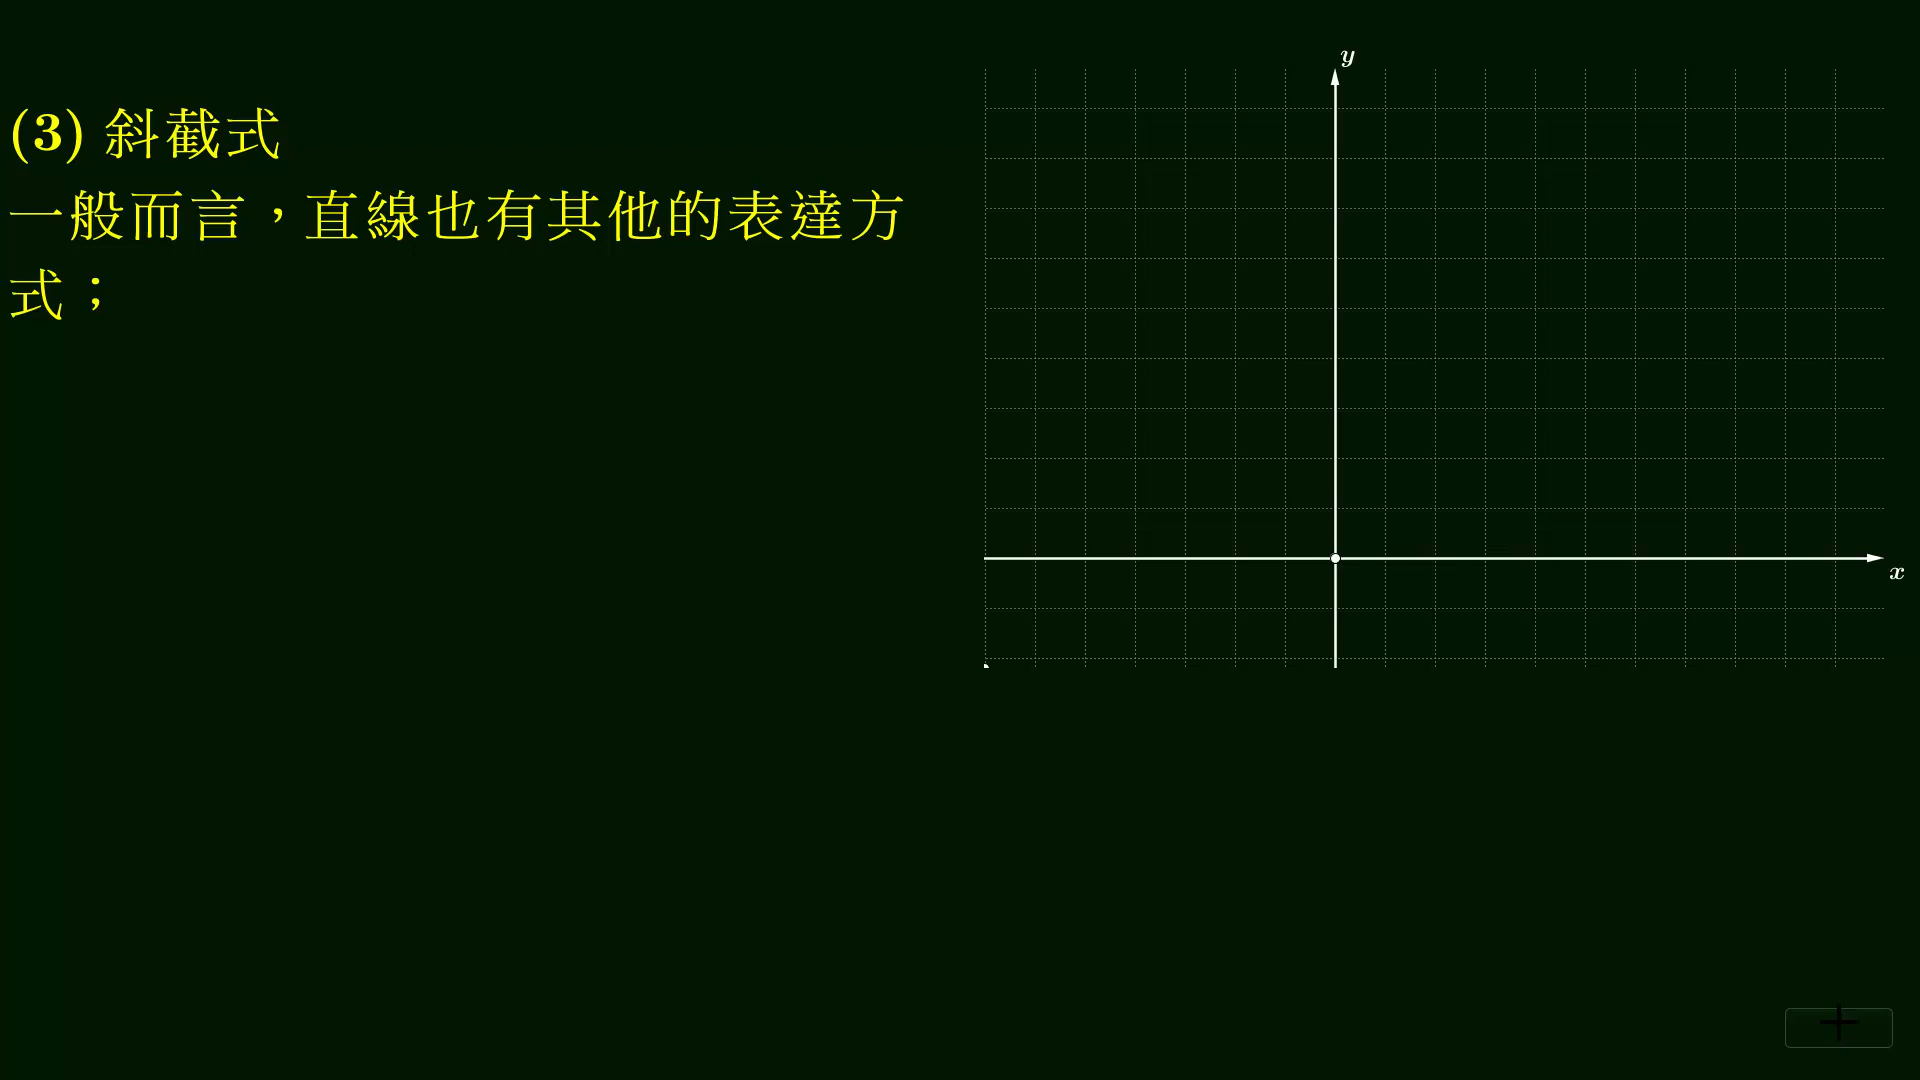 (3) 斜截式
一般而言，直線也有其他的表達方
式；
y
x
+